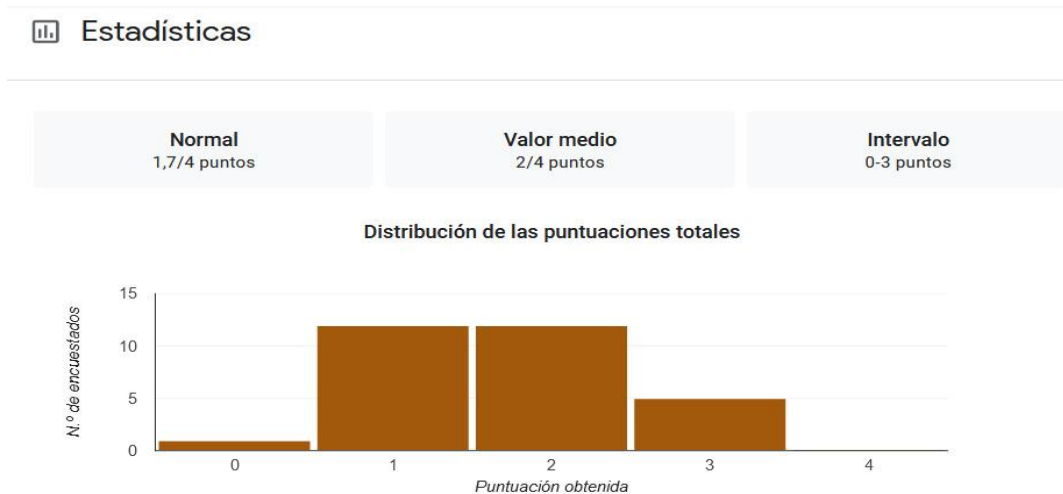 Estadísticas
Normal
1,7/4 puntos
Valor medio
2/4 puntos
Intervalo
0-3 puntos
Distribución de las puntuaciones totales
N.º de encuestados
15
10
5
0
0 1 2 3 4
Puntuación obtenida